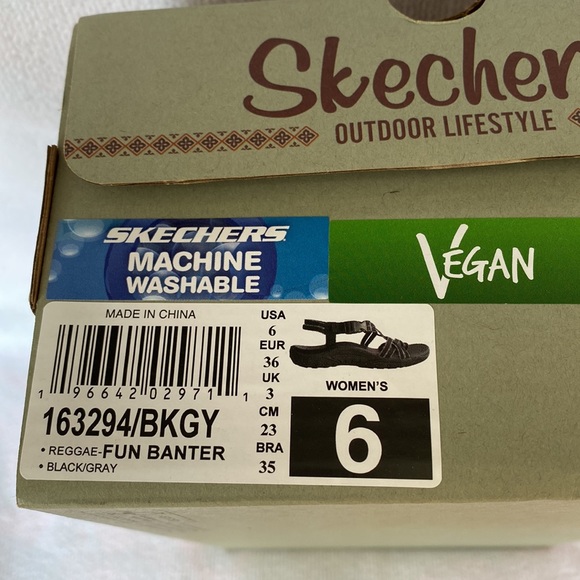 Skecher
OUTDOOR LIFESTYLE
SKECHERS
MACHINE
WASHABLE
VEGAN
MADE IN CHINA
1 96642 02971 1
163294/BKGY
• REGGAE-FUN BANTER
• BLACK/GRAY
USA
6
EUR
36
UK
3
CM
23
BRA
35
WOMEN'S
6